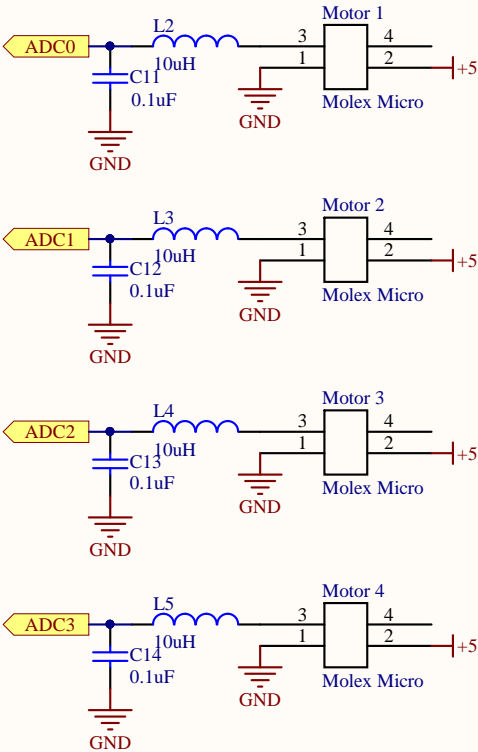 L2
Motor 1
ADC0
3
4
10uH
1
2
+5
C11
0.1uF
Molex Micro
GND
GND
L3
Motor 2
ADC1
3
4
10uH
1
2
+5
C12
0.1uF
Molex Micro
GND
GND
L4
Motor 3
ADC2
3
4
10uH
1
2
+5
C13
0.1uF
Molex Micro
GND
GND
L5
Motor 4
ADC3
3
4
10uH
1
2
+5
C14
0.1uF
Molex Micro
GND
GND